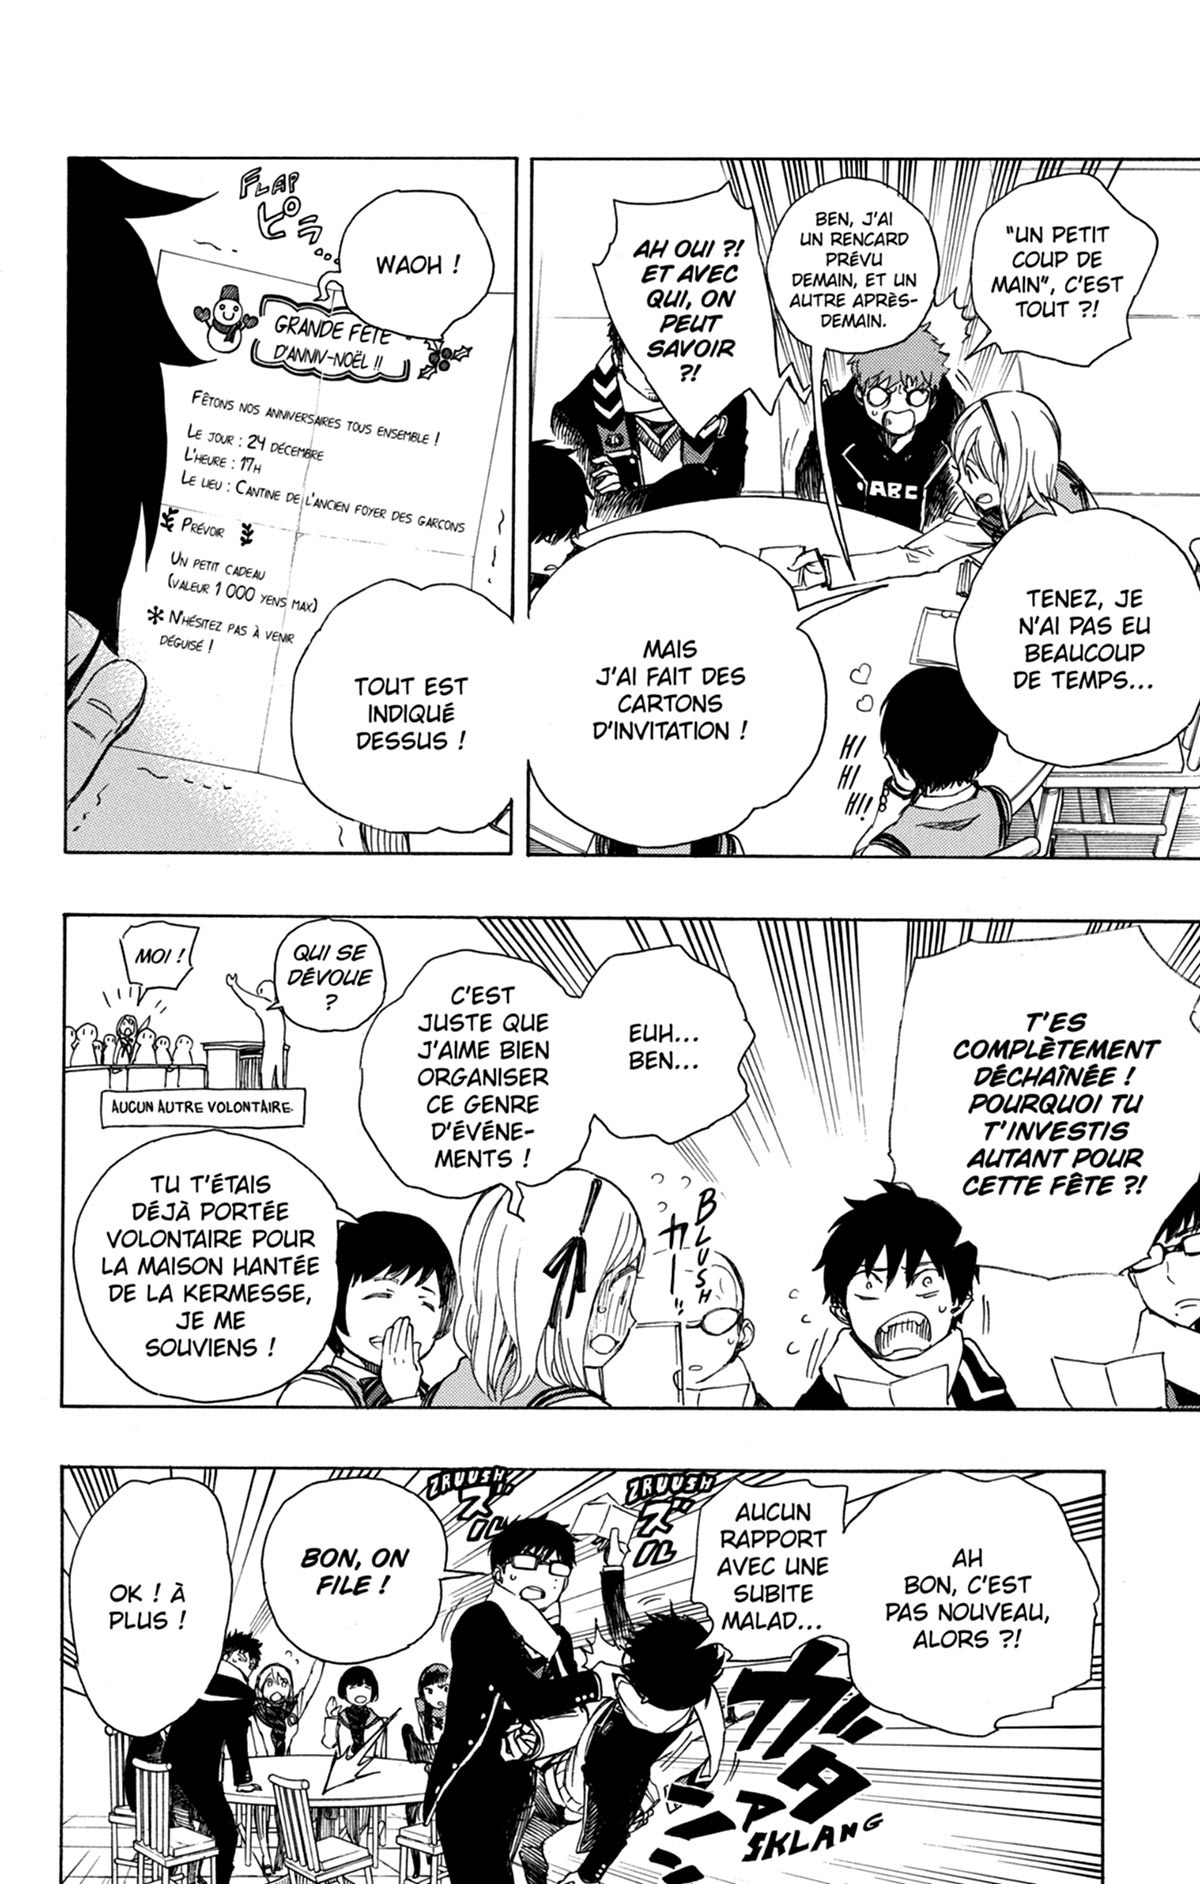 "UN PETIT
COUP DE
MAIN", C'EST
TOUT ?!
BEN, J'AI
UN RENCARD
PRÉVU
DEMAIN, ET UN
AUTRE APRÈS-
DEMAIN.
AH OUI ?!
ET AVEC
QUI, ON
PEUT
SAVOIR
?!
ABC
TENEZ, JE
N'AI PAS EU
BEAUCOUP
DE TEMPS...
MAIS
J'AI FAIT DES
CARTONS
D'INVITATION !
HI
HI
HI!!
FLAP
ピラ...
WAOH !
GRANDE FÊTE
D'ANNIV-NOËL !!
FÊTONS NOS ANNIVERSAIRES TOUS ENSEMBLE !
LE JOUR : 24 DÉCEMBRE
L'HEURE : 17H
LE LIEU : CANTINE DE L'ANCIEN FOYER DES GARÇONS
PRÉVOIR
UN PETIT CADEAU
(VALEUR 1 000 YENS MAX)
* N'HÉSITEZ PAS À VENIR
DÉGUISÉ !
TOUT EST
INDIQUÉ
DESSUS !
T'ES
COMPLÈTEMENT
DÉCHAÎNÉE !
POURQUOI TU
T'INVESTIS
AUTANT POUR
CETTE FÊTE ?!
EUH...
BEN...
C'EST
JUSTE QUE
J'AIME BIEN
ORGANISER
CE GENRE
D'ÉVÉNE-
MENTS !
BLUSH
カー!!
QUI SE
DÉVOUE
?
MOI !
AUCUN AUTRE VOLONTAIRE.
TU T'ÉTAIS
DÉJÀ PORTÉE
VOLONTAIRE POUR
LA MAISON HANTÉE
DE LA KERMESSE,
JE ME
SOUVIENS !
AH
BON, C'EST
PAS NOUVEAU,
ALORS ?!
AUCUN
RAPPORT
AVEC UNE
SUBITE
MALAD...
ZRUUSH
ズル
ZRUUSH
ズル
ガタ
ンッ
SKLANG
BON, ON
FILE !
OK ! À
PLUS !